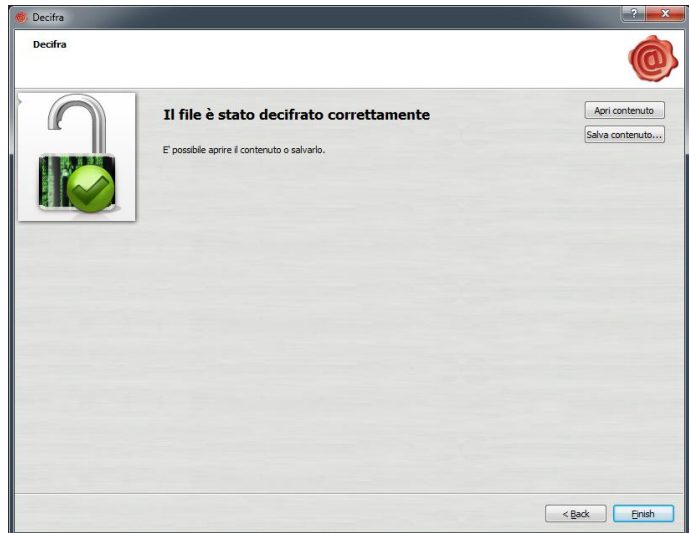 Decifra
Decifra
Il file è stato decifrato correttamente
E' possibile aprire il contenuto o salvarlo.
Apri contenuto
Salva contenuto...
< Back
Finish